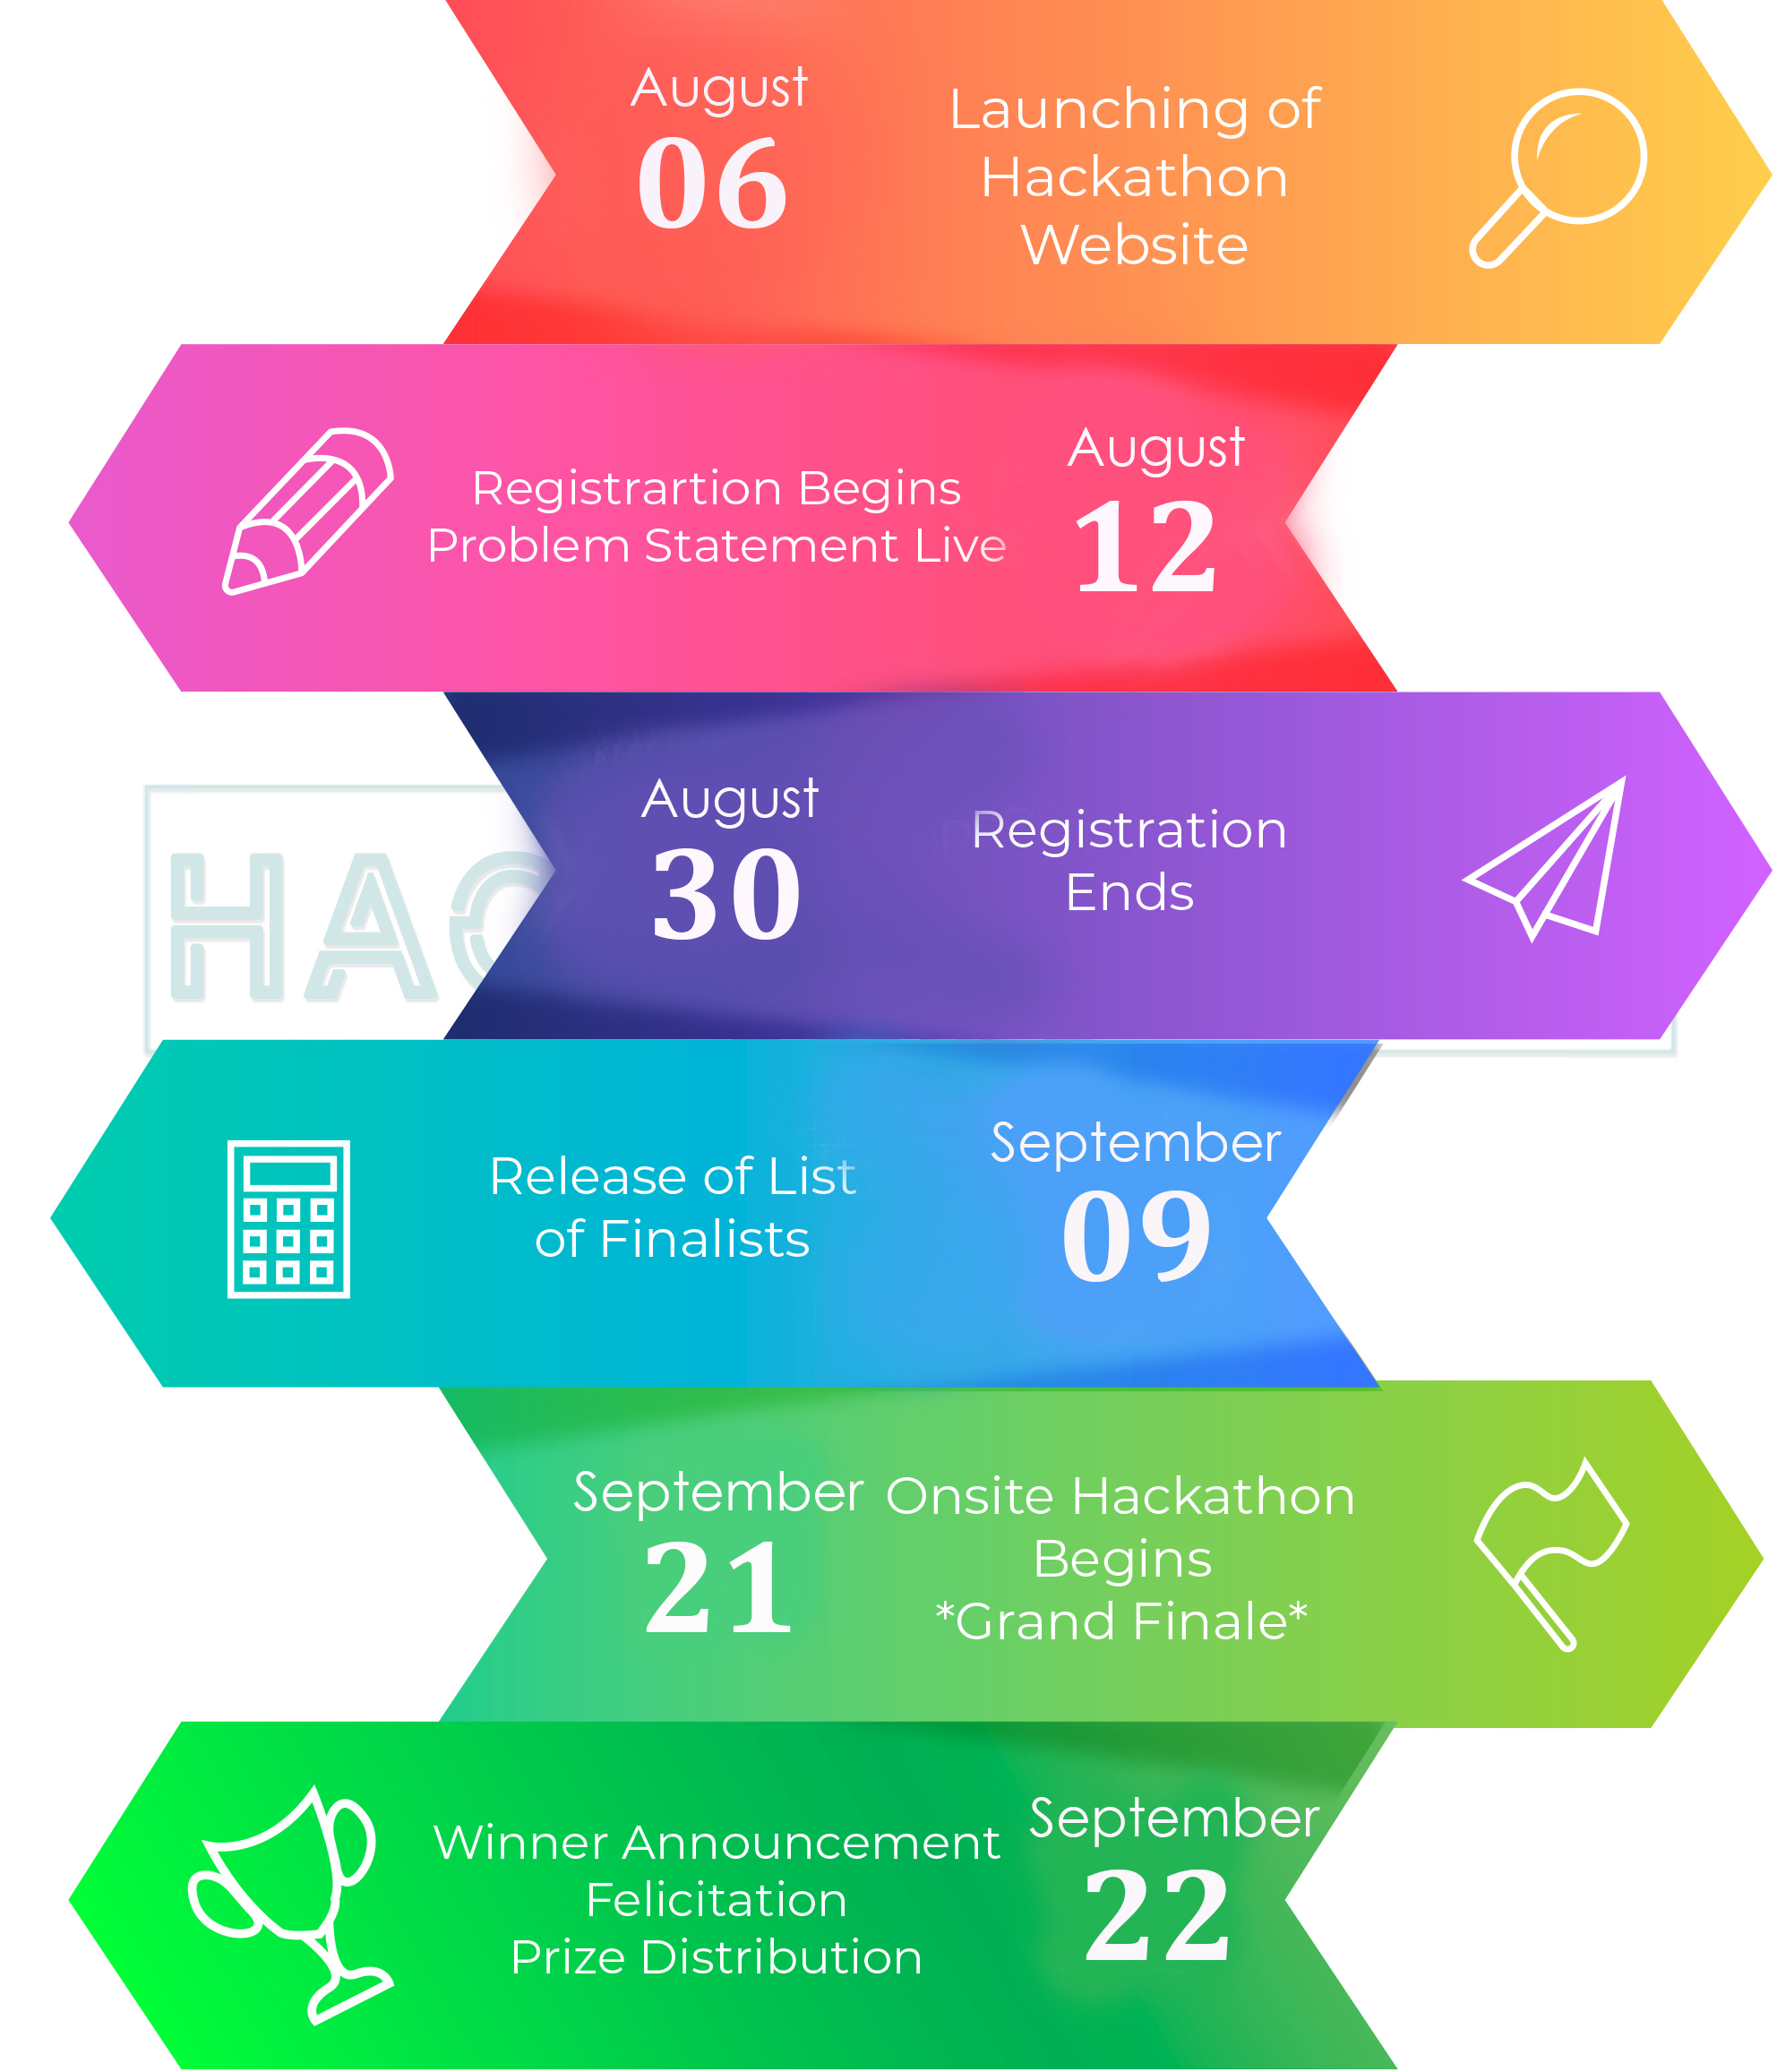 August
06
Launching of
Hackathon
Website
Registrartion Begins
Problem Statement Live
August
12
August
30
Registration
Ends
HAC
Release of List
of Finalists
September
09
September
21
Onsite Hackathon
Begins
*Grand Finale*
Winner Announcement
Felicitation
Prize Distribution
September
22